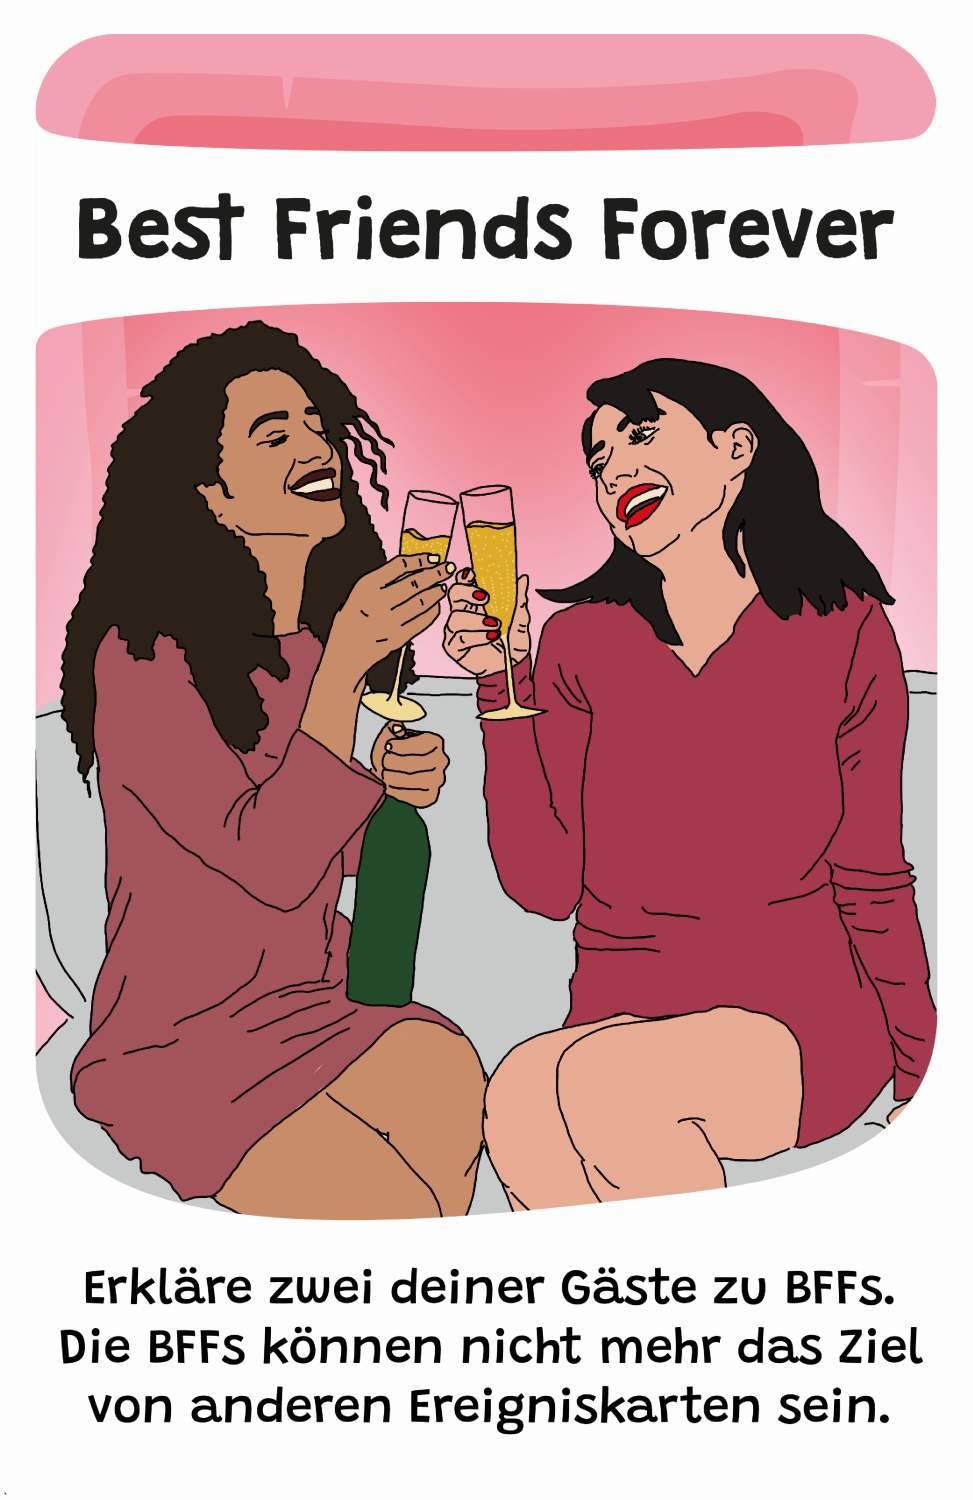 Best Friends Forever
Erkläre zwei deiner Gäste zu BFFs.
Die BFFs können nicht mehr das Ziel
von anderen Ereigniskarten sein.